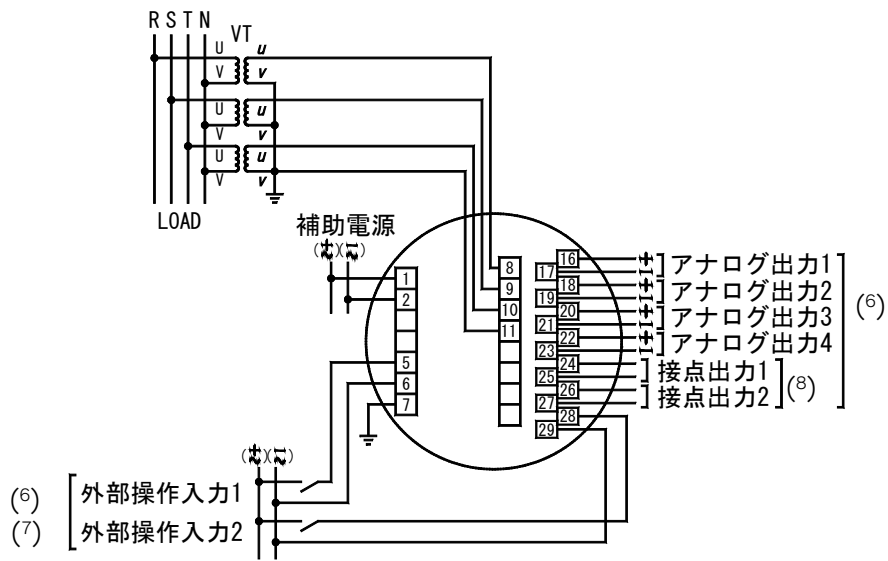 R S T N
VT
U u
V v
U u
V v
U u
V v
LOAD
補助電源
(+)(-)
1
2
5
6
7
8
9
10
11
16
17
18
19
20
21
22
23
24
25
26
27
28
29
+
-
]アナログ出力1
+
-
]アナログ出力2
+
-
]アナログ出力3
+
-
]アナログ出力4
(6)
]接点出力1
]接点出力2
(8)
(+)(-)
(6)
外部操作入力1
(7)
外部操作入力2